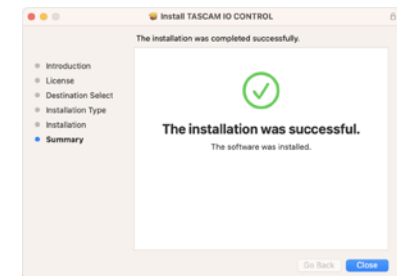 Install TASCAM IO CONTROL
The installation was completed successfully.
Introduction
License
Destination Select
Installation Type
Installation
Summary
The installation was successful.
The software was installed.
Go Back
Close